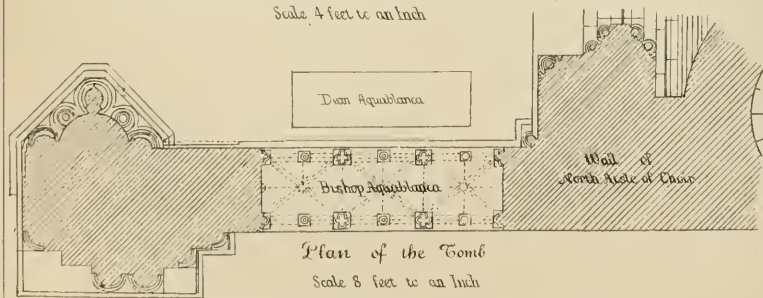 Scale 4 feet to an Inch
Dean Aquablanca
Bishop Aquablanca
Wall of
North Aisle of Choir
Plan of the Tomb
Scale 8 feet to an Inch